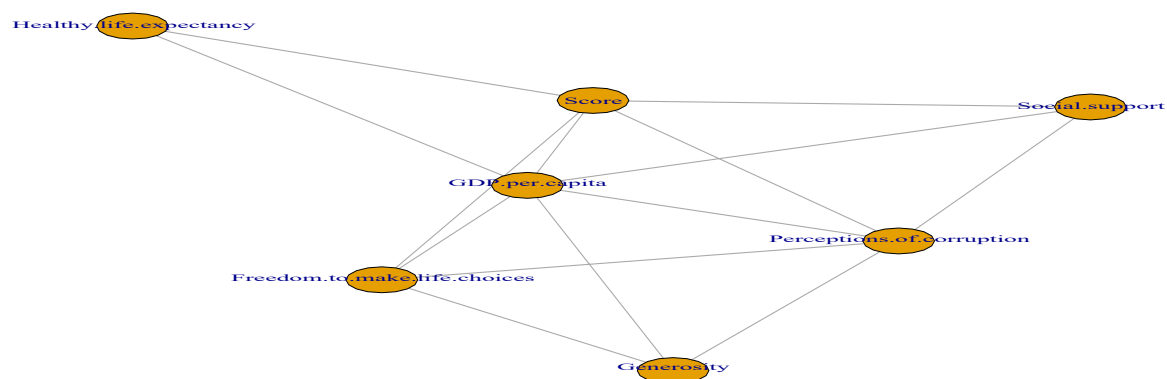 Healthy.life.expectancy
Score
Social.support
GDP.per.capita
Perceptions.of.corruption
Freedom.to.make.life.choices
Generosity